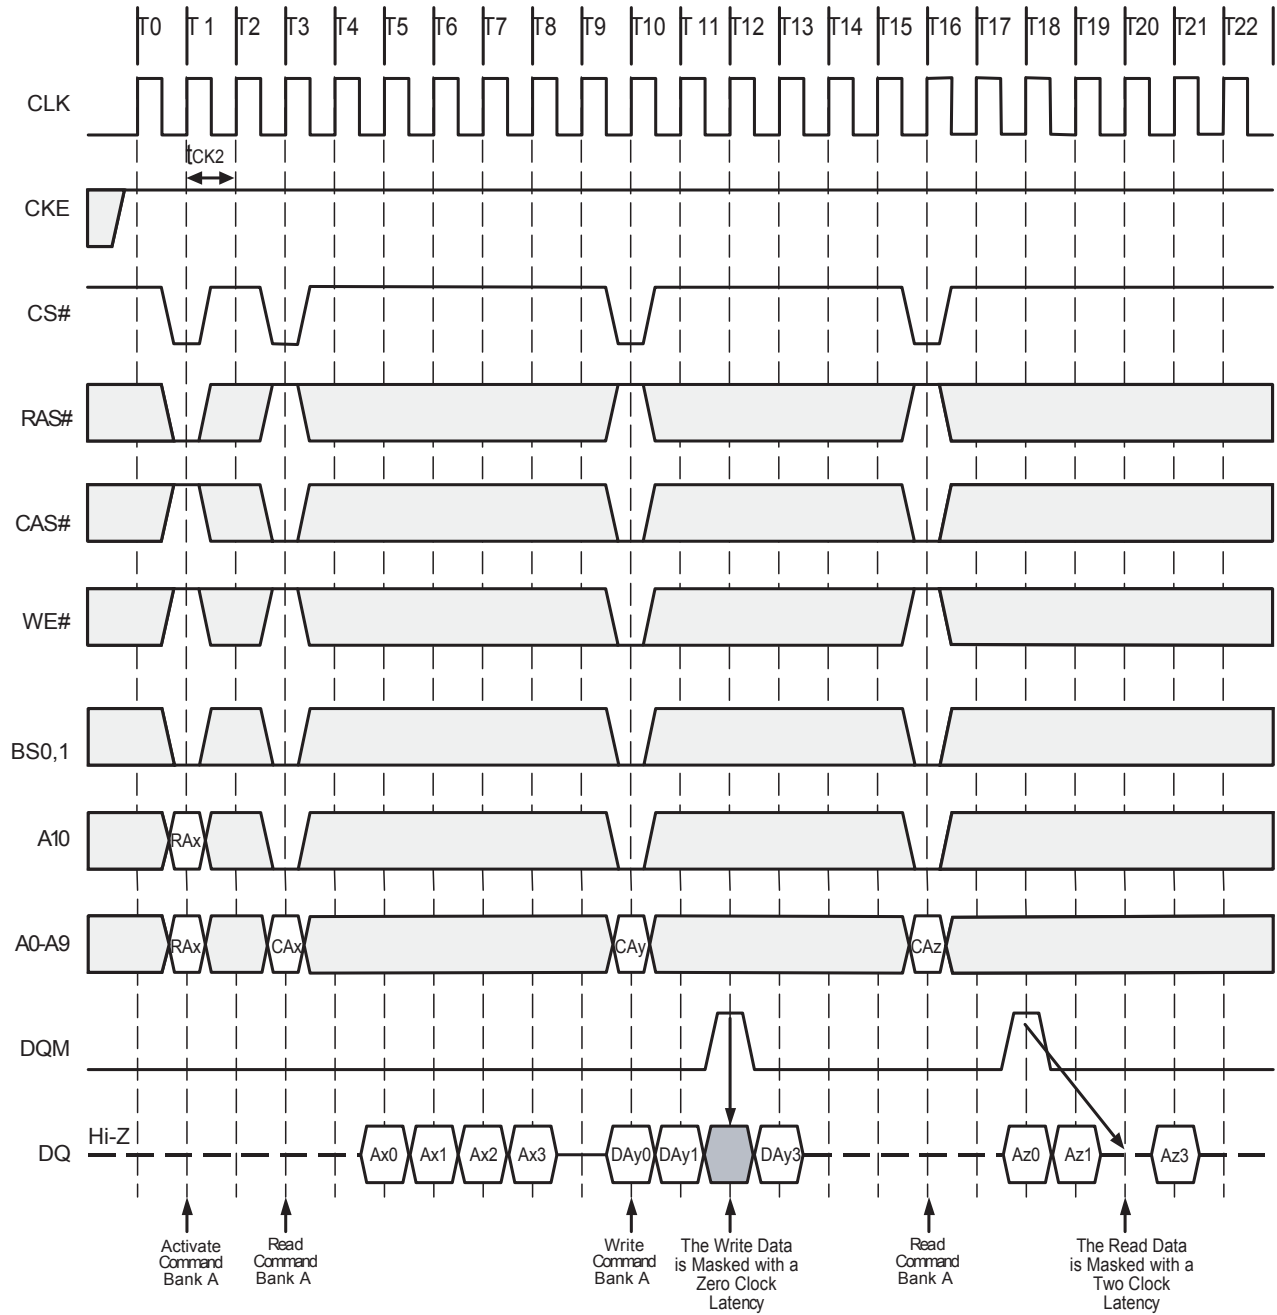 T0 T 1 T2 T3 T4 T5 T6 T7 T8 T9 T10 T 11 T12 T13 T14 T15 T16 T17 T18 T19 T20 T21 T22
CLK
tCK2
CKE
CS#
RAS#
CAS#
WE#
BS0,1
A10 RAx
A0-A9 RAx CAx CAy CAz
DQM
Hi-Z
DQ Ax0 Ax1 Ax2 Ax3 DAy0 DAy1 DAy3 Az0 Az1 Az3
Activate
Command
Bank A
Read
Command
Bank A
Write
Command
Bank A
The Write Data
is Masked with a
Zero Clock
Latency
Read
Command
Bank A
The Read Data
is Masked with a
Two Clock
Latency